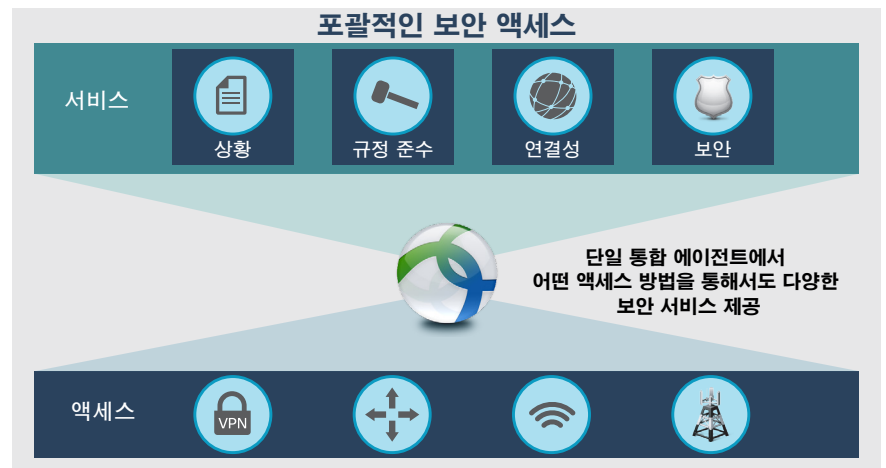 포괄적인 보안 액세스
서비스
상황
규정 준수
연결성
보안
단일 통합 에이전트에서
어떤 액세스 방법을 통해서도 다양한
보안 서비스 제공
액세스
VPN